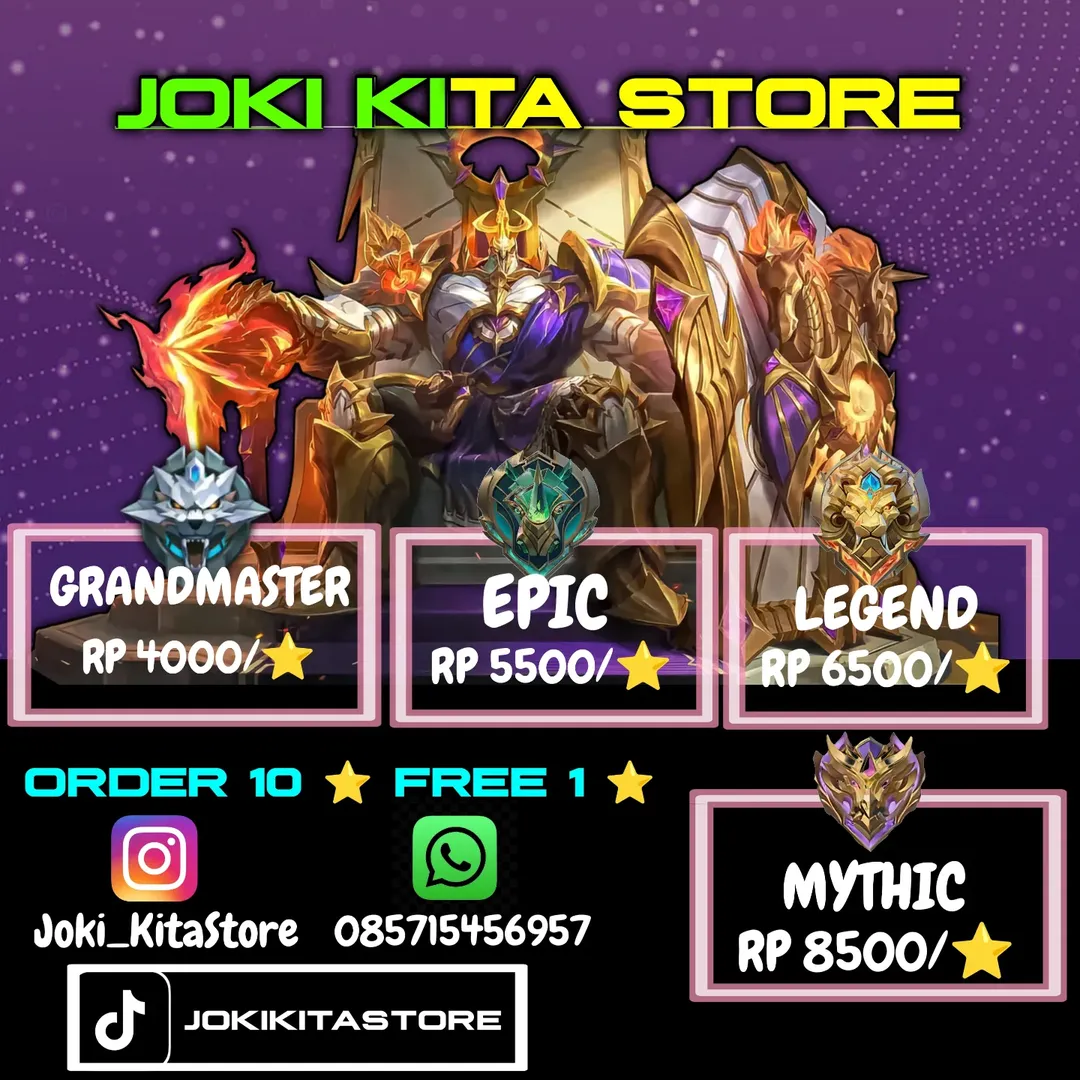 JOKI KITA STORE
GRANDMASTER
RP 4000/⭐
EPIC
RP 5500/⭐
LEGEND
RP 6500/⭐
ORDER 10 ⭐ FREE 1 ⭐
Joki_KitaStore
085715456957
JOKIKITASTORE
MYTHIC
RP 8500/⭐